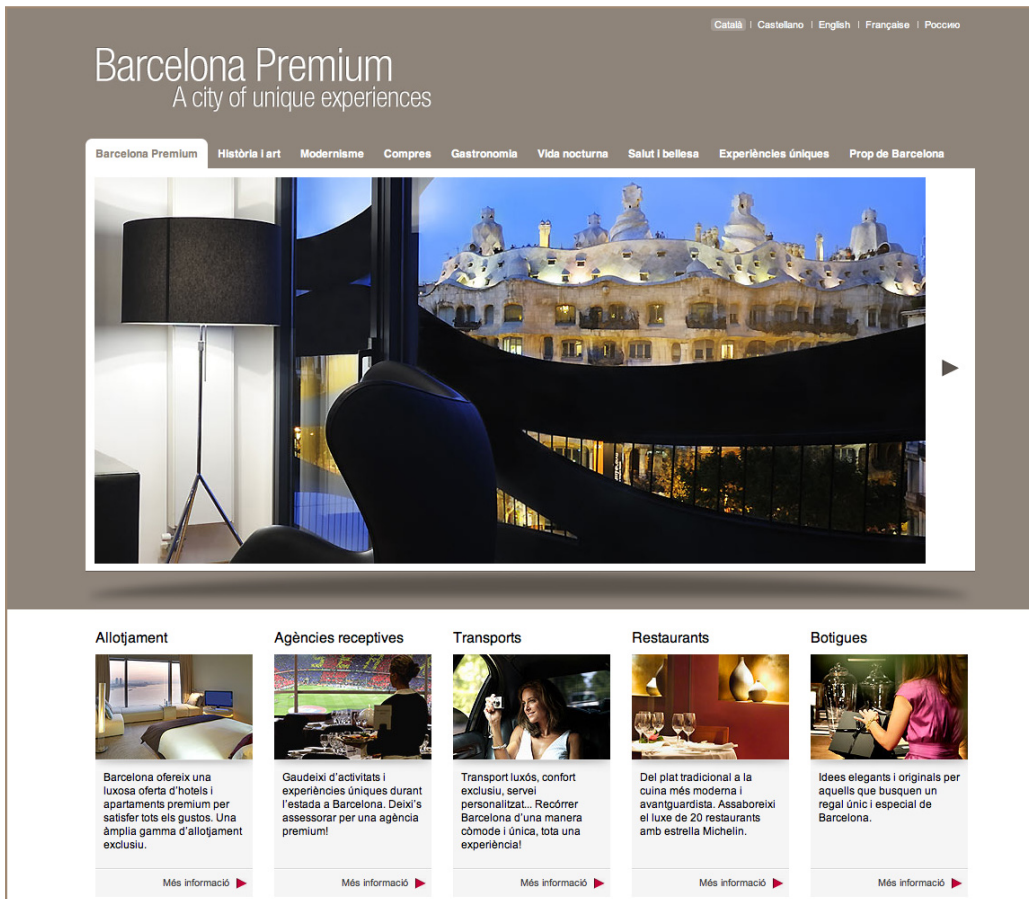 Català | Castellano | English | Française | Россию
Barcelona Premium
A city of unique experiences
Barcelona Premium Història i art Modernisme Compres Gastronomia Vida nocturna Salut i bellesa Experiències úniques Prop de Barcelona
Allotjament
Barcelona ofereix una
luxosa oferta d'hotels i
apartaments premium per
satisfer tots els gustos. Una
àmplia gamma d'allotjament
exclusiu.
Més informació
Agències receptives
Gaudeixi d'activitats i
experiències úniques durant
l'estada a Barcelona. Deixi's
assessorar per una agència
premium!
Més informació
Transports
Transport luxós, confort
exclusiu, servei
personalitzat... Recórrer
Barcelona d'una manera
còmode i única, tota una
experiència!
Més informació
Restaurants
Del plat tradicional a la
cuina més moderna i
avantguardista. Assaboreixi
el luxe de 20 restaurants
amb estrella Michelin.
Més informació
Botigues
Idees elegants i originals per
aquells que busquen un
regal únic i especial de
Barcelona.
Més informació